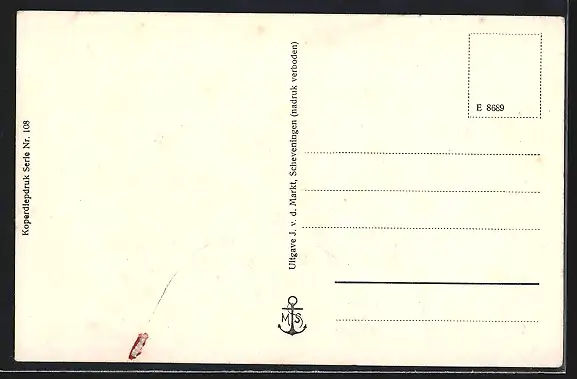 Koperdiepdruk Serie Nr. 108
Uitgave J. v. d. Markt, Scheveningen (nadruk verboden)
E 8689
M S